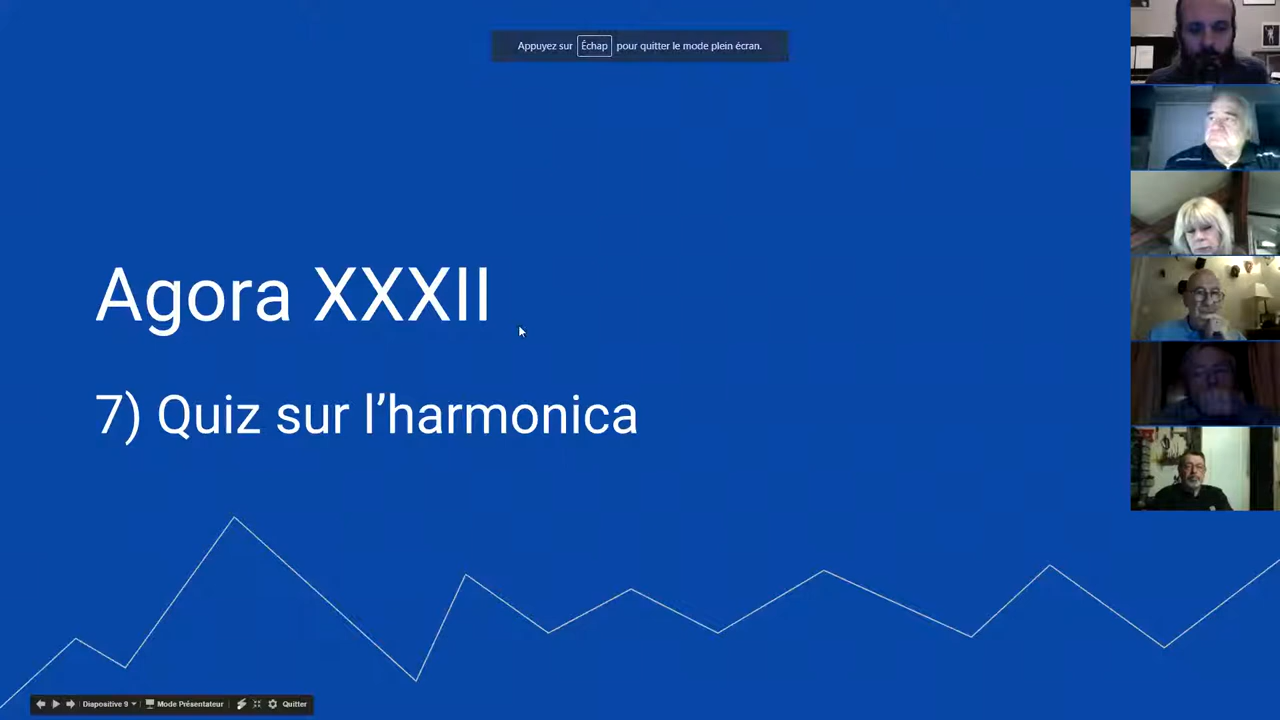 Appuyez sur Échap pour quitter le mode plein écran.
Agora XXXII
7) Quiz sur l’harmonica
Diapositive 9 Mode Présentateur Quitter